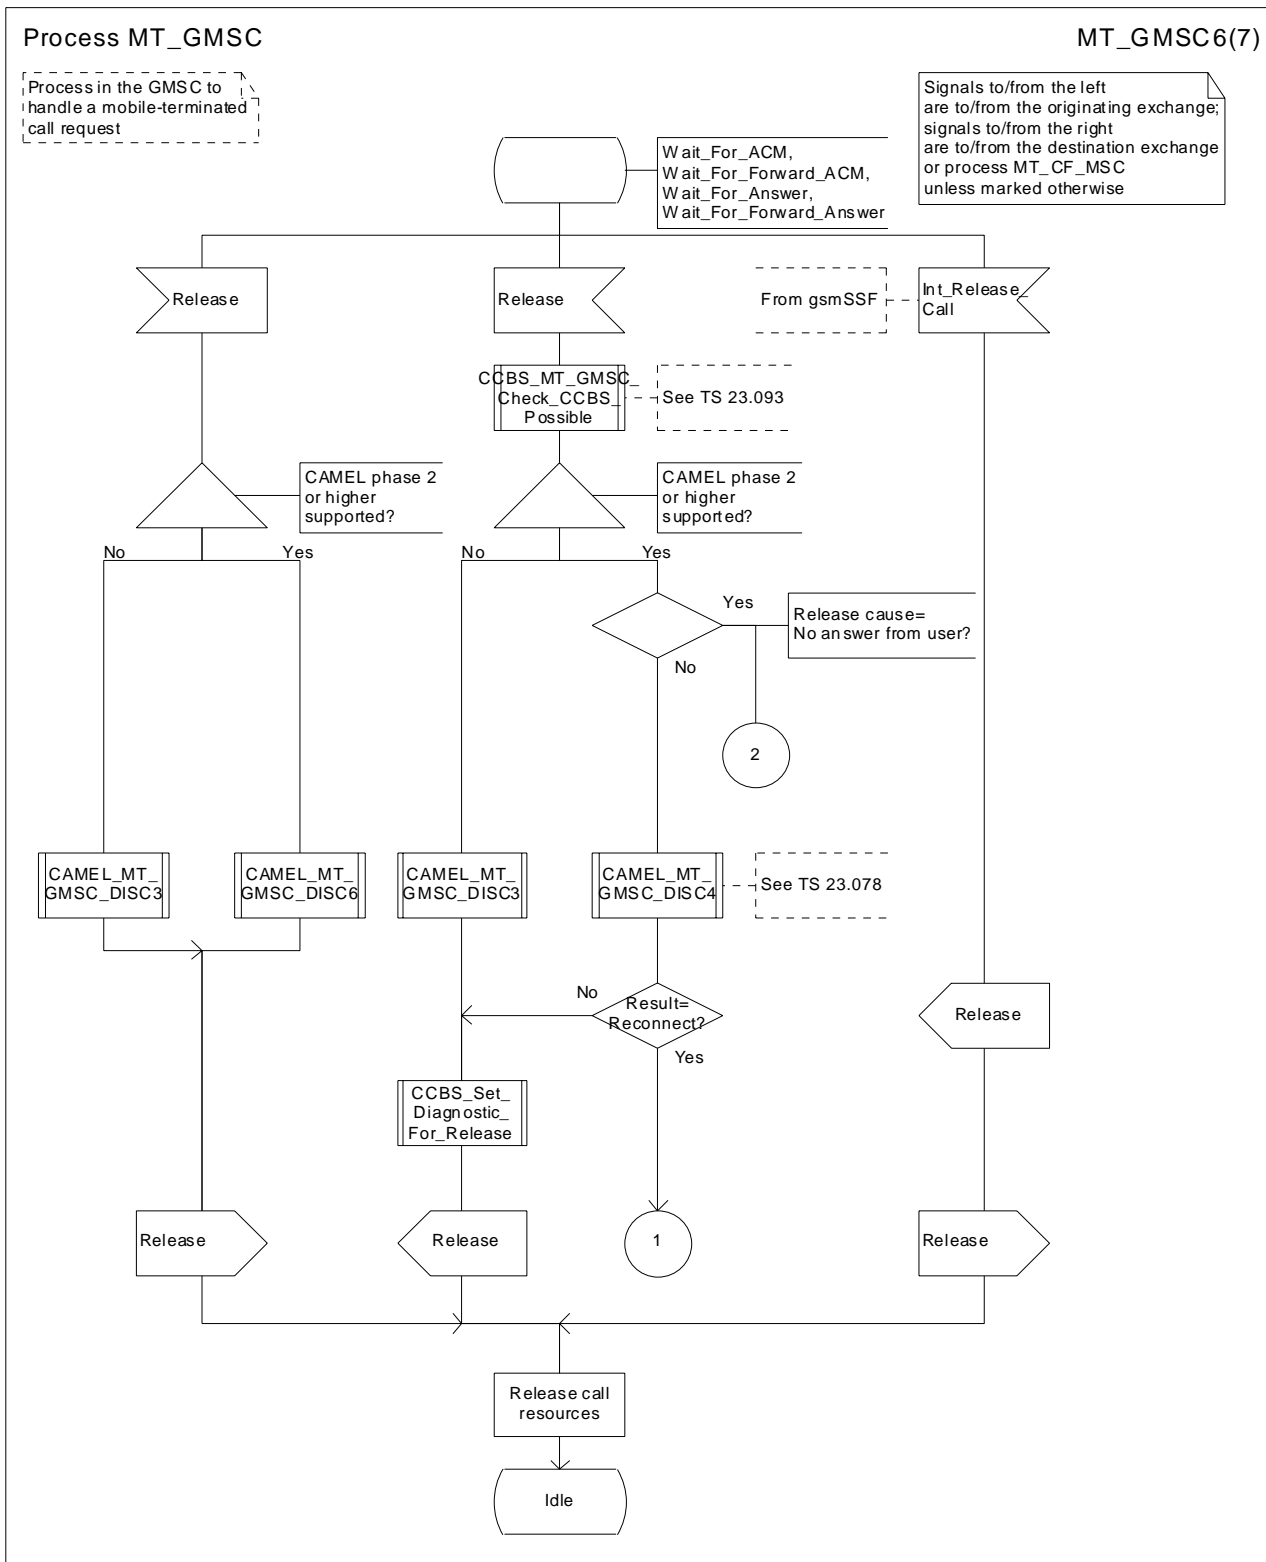 Process MT_GMSC
MT_GMSC6(7)
Process in the GMSC to
handle a mobile-terminated
call request
Signals to/from the left
are to/from the originating exchange;
signals to/from the right
are to/from the destination exchange
or process MT_CF_MSC
unless marked otherwise
Wait_For_ACM,
Wait_For_Forward_ACM,
Wait_For_Answer,
Wait_For_Forward_Answer
Release
Release
From gsmSSF
Int_Release_
Call
CCBS_MT_GMSC_
Check_CCBS_
Possible
See TS 23.093
CAMEL phase 2
or higher
supported?
CAMEL phase 2
or higher
supported?
No
Yes
No
Yes
Yes
Release cause=
No answer from user?
No
2
CAMEL_MT_
GMSC_DISC3
CAMEL_MT_
GMSC_DISC6
CAMEL_MT_
GMSC_DISC3
CAMEL_MT_
GMSC_DISC4
See TS 23.078
No
Result=
Reconnect?
Yes
Release
CCBS_Set_
Diagnostic_
For_Release
Release
Release
1
Release
Release call
resources
Idle